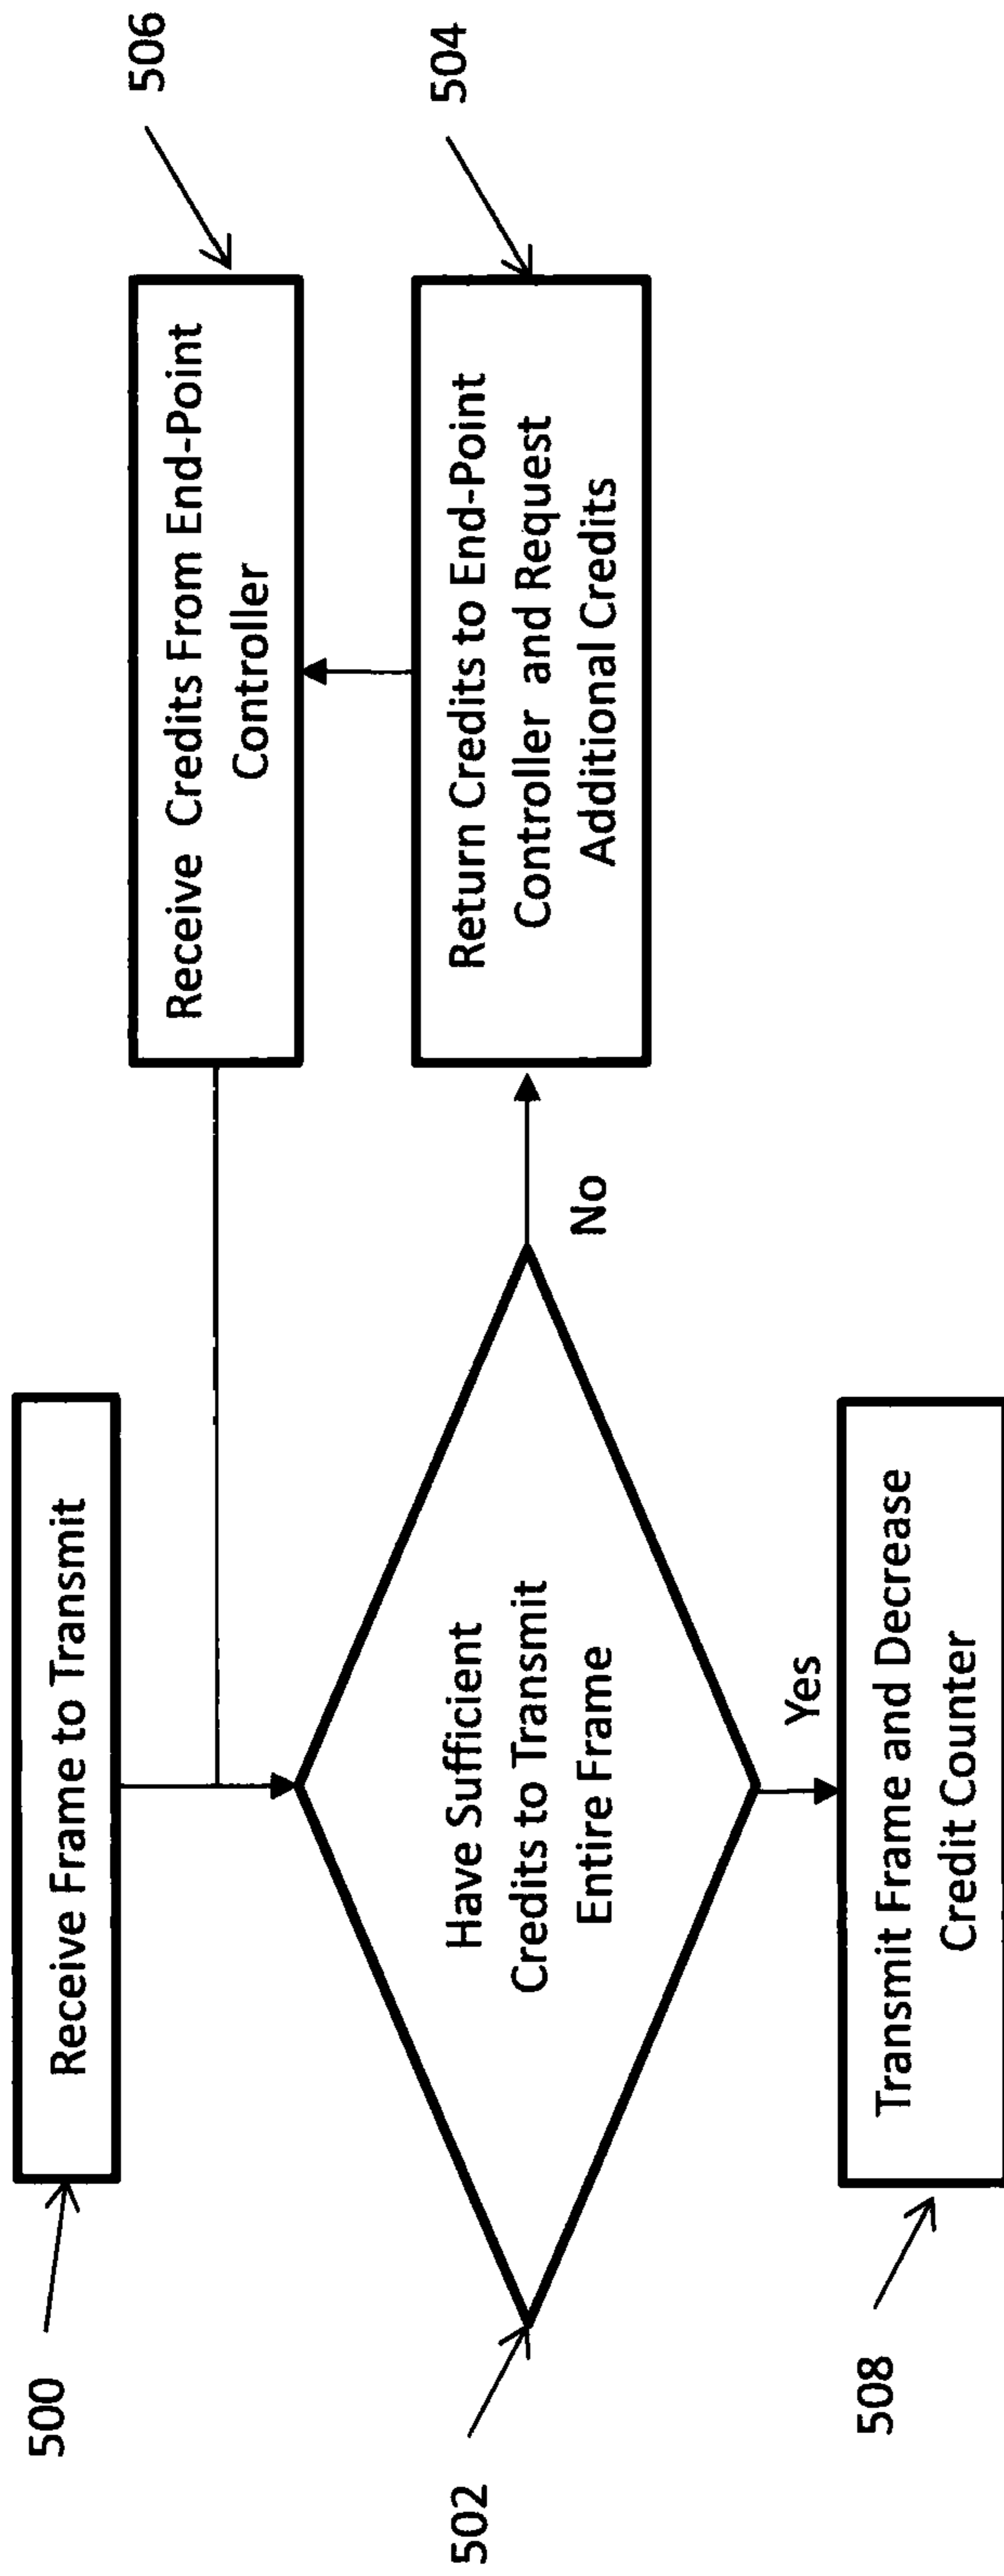 500
Receive Frame to Transmit
506
Receive Credits From End-Point
Controller
502
Have Sufficient
Credits to Transmit
Entire Frame
No
504
Return Credits to End-Point
Controller and Request
Additional Credits
Yes
508
Transmit Frame and Decrease
Credit Counter